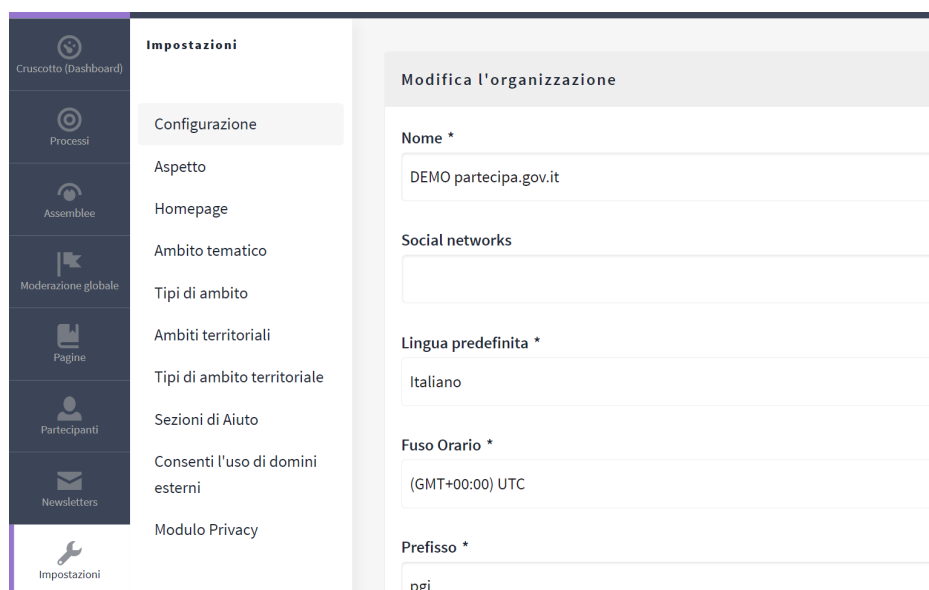 Cruscotto (Dashboard)
Processi
Assemblee
Moderazione globale
Pagine
Partecipanti
Newsletters
Impostazioni
Impostazioni
Configurazione
Aspetto
Homepage
Ambito tematico
Tipi di ambito
Ambiti territoriali
Tipi di ambito territoriale
Sezioni di Aiuto
Consenti l'uso di domini
esterni
Modulo Privacy
Modifica l'organizzazione
Nome *
DEMO partecipa.gov.it
Social networks
Lingua predefinita *
Italiano
Fuso Orario *
(GMT+00:00) UTC
Prefisso *
pgi